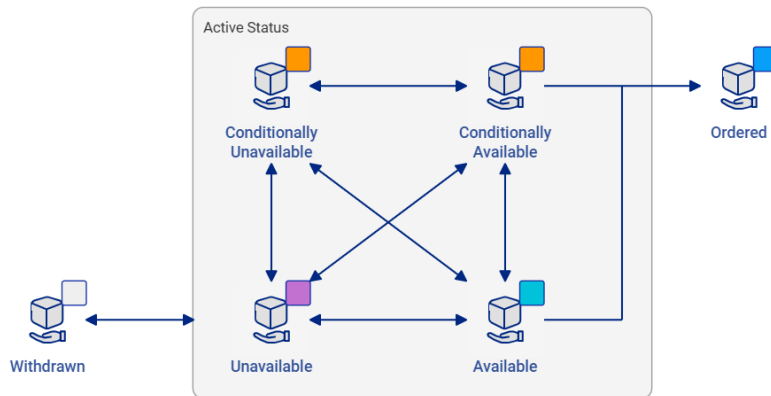 Active Status
Conditionally
Unavailable
Conditionally
Available
Ordered
Withdrawn
Unavailable
Available